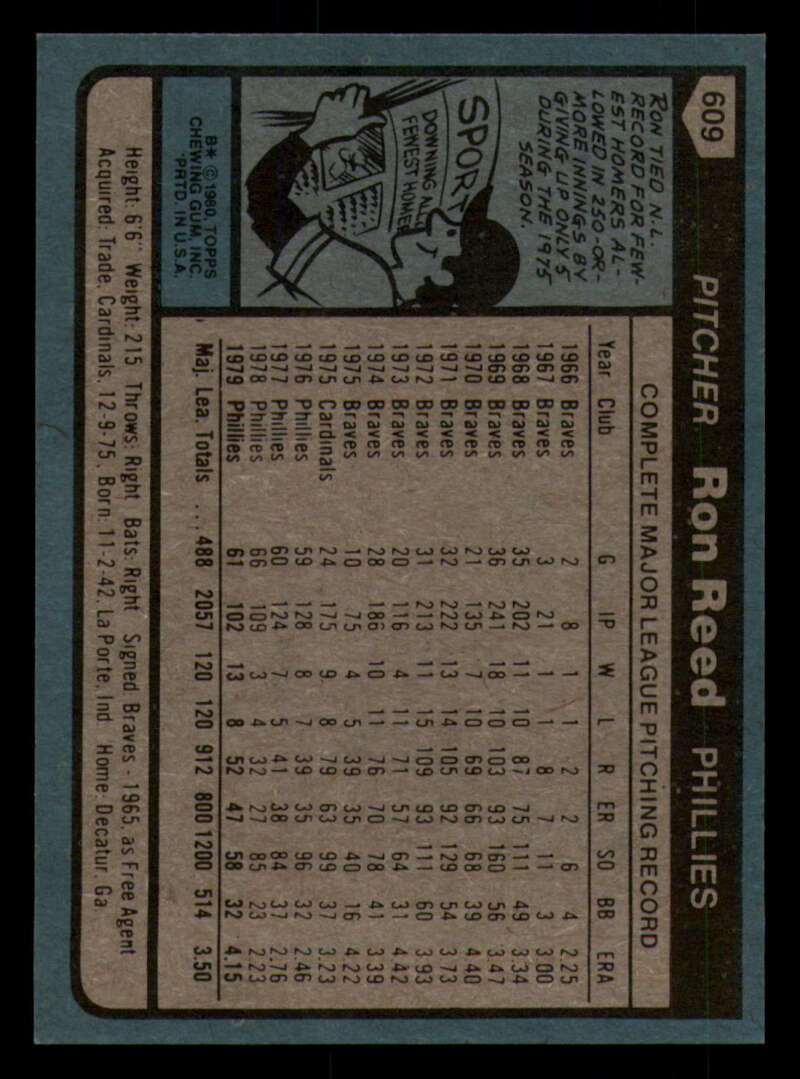 609 PITCHER Ron Reed PHILLIES
RON TIED N.L.
RECORD FOR FEW-
EST HOMERS AL-
LOWED IN 250-OR-
MORE INNINGS BY
GIVING UP ONLY 5
DURING THE 1975
SEASON.
SPORT
DOWNING AL
FEWEST HOMER
B✱ © 1980, TOPPS
CHEWING GUM, INC.
PRTD. IN U.S.A.
COMPLETE MAJOR LEAGUE PITCHING RECORD
Year Club G IP W L R ER SO BB ERA
1966 Braves 2 8 1 1 2 2 6 4 2.25
1967 Braves 3 21 1 1 8 7 11 3 3.00
1968 Braves 35 202 11 10 87 75 111 49 3.34
1969 Braves 36 241 18 10 103 93 160 56 3.47
1970 Braves 21 135 7 10 69 66 68 39 4.40
1971 Braves 32 222 13 14 105 92 129 54 3.73
1972 Braves 31 213 11 15 109 93 111 60 3.93
1973 Braves 20 116 4 11 71 57 64 31 4.42
1974 Braves 28 186 10 11 76 70 78 41 3.39
1975 Braves 10 75 4 5 39 35 40 16 4.22
1975 Cardinals 24 175 9 8 79 63 99 37 3.23
1976 Phillies 59 128 8 7 39 35 96 32 2.46
1977 Phillies 60 124 7 5 41 38 84 37 2.76
1978 Phillies 66 109 3 4 32 27 85 23 2.23
1979 Phillies 61 102 13 8 52 47 58 32 4.15
Maj. Lea. Totals ... 488 2057 120 120 912 800 1200 514 3.50
Height: 6'6" Weight: 215 Throws: Right Bats: Right Signed: Braves - 1965, as Free Agent
Acquired: Trade, Cardinals, 12-9-75. Born: 11-2-42, La Porte, Ind Home: Decatur, Ga.